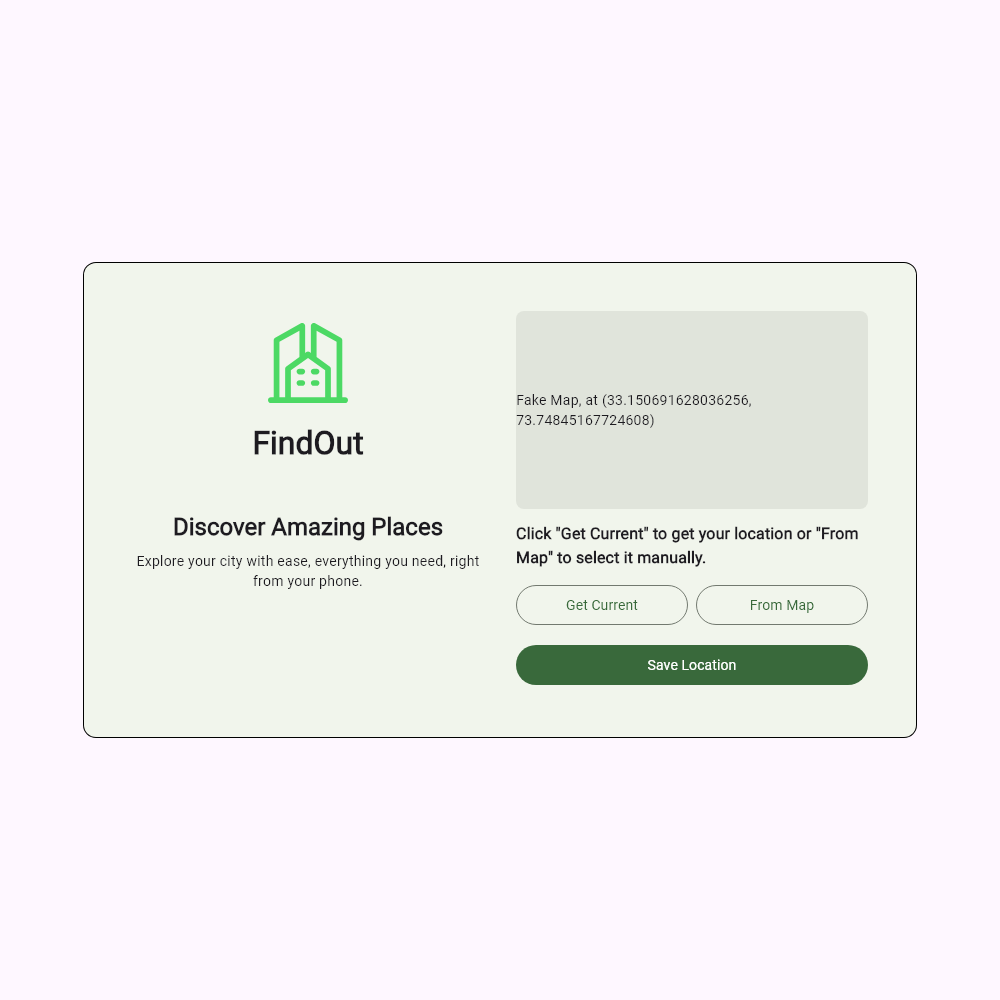 FindOut
Discover Amazing Places
Explore your city with ease, everything you need, right
from your phone.
Fake Map, at (33.150691628036256,
73.74845167724608)
Click "Get Current" to get your location or "From
Map" to select it manually.
Get Current
From Map
Save Location